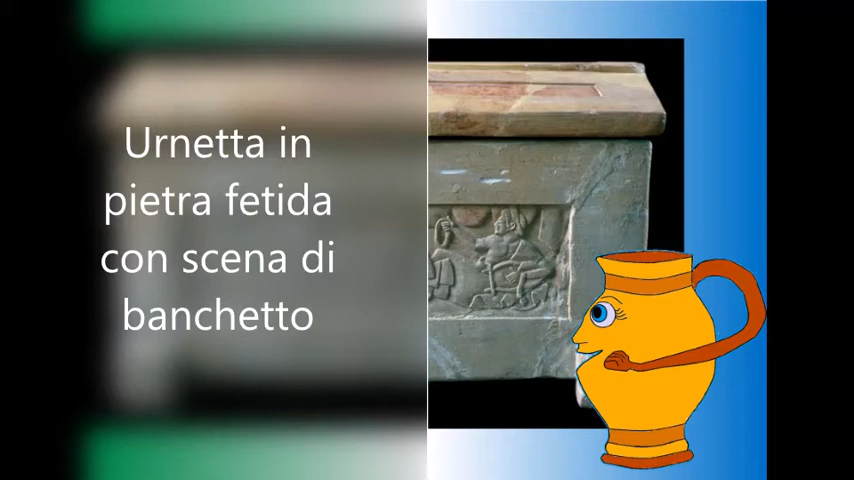 Urnetta in
pietra fetida
con scena di
banchetto